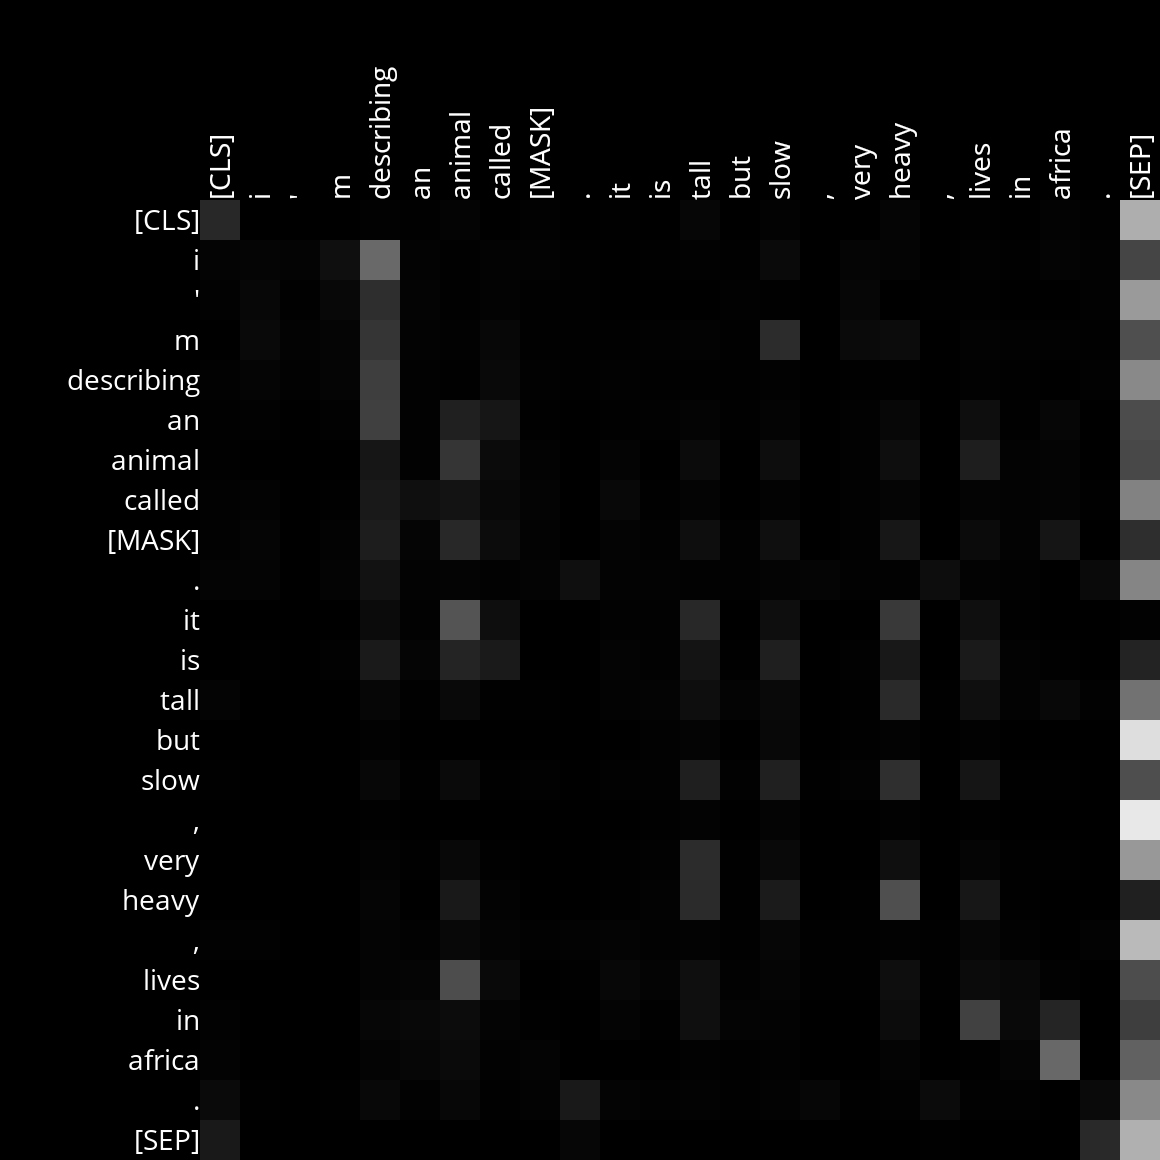 [CLS] i ' m describing an animal called [MASK] . it is tall but slow , very heavy , lives in africa . [SEP]
[CLS]
i
'
m
describing
an
animal
called
[MASK]
.
it
is
tall
but
slow
,
very
heavy
,
lives
in
africa
.
[SEP]